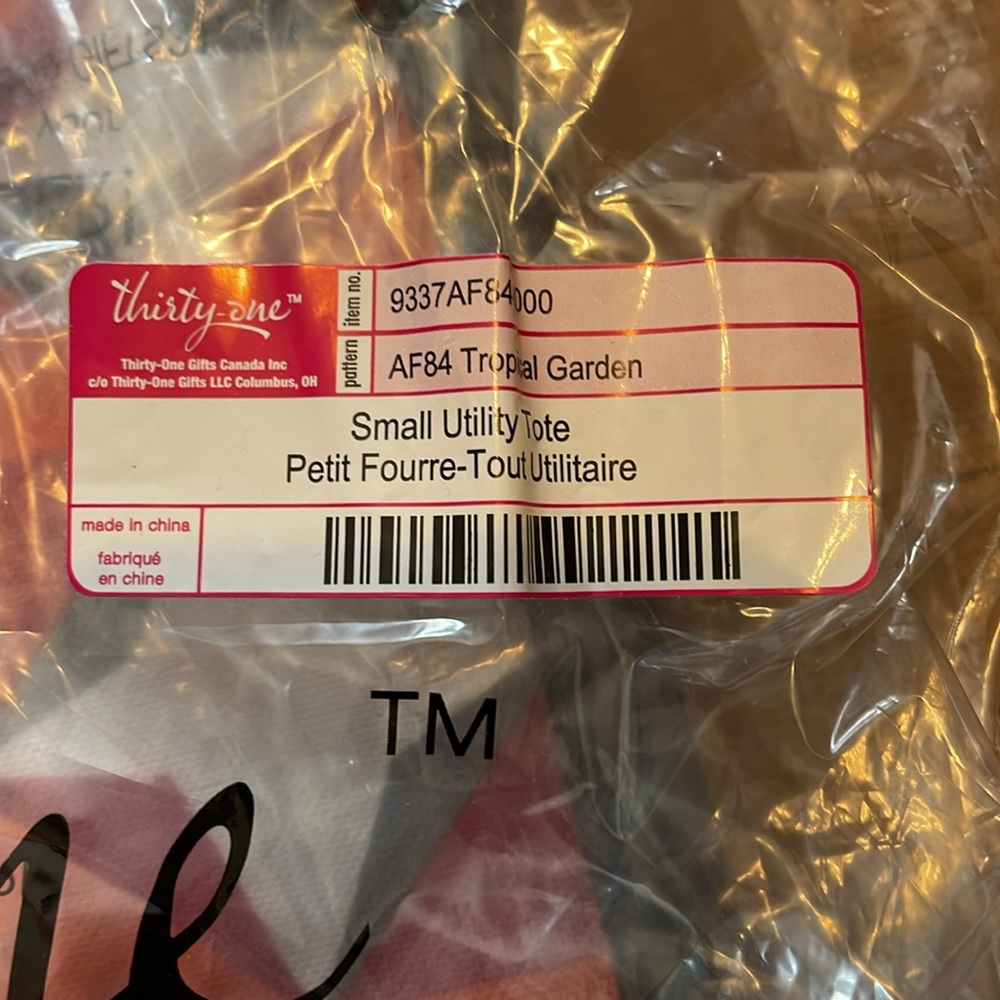 thirty-one™
Thirty-One Gifts Canada Inc
c/o Thirty-One Gifts LLC Columbus, OH
item no.
9337AF84000
pattern
AF84 Tropical Garden
Small Utility Tote
Petit Fourre-Tout Utilitaire
made in china
fabriqué
en chine
TM